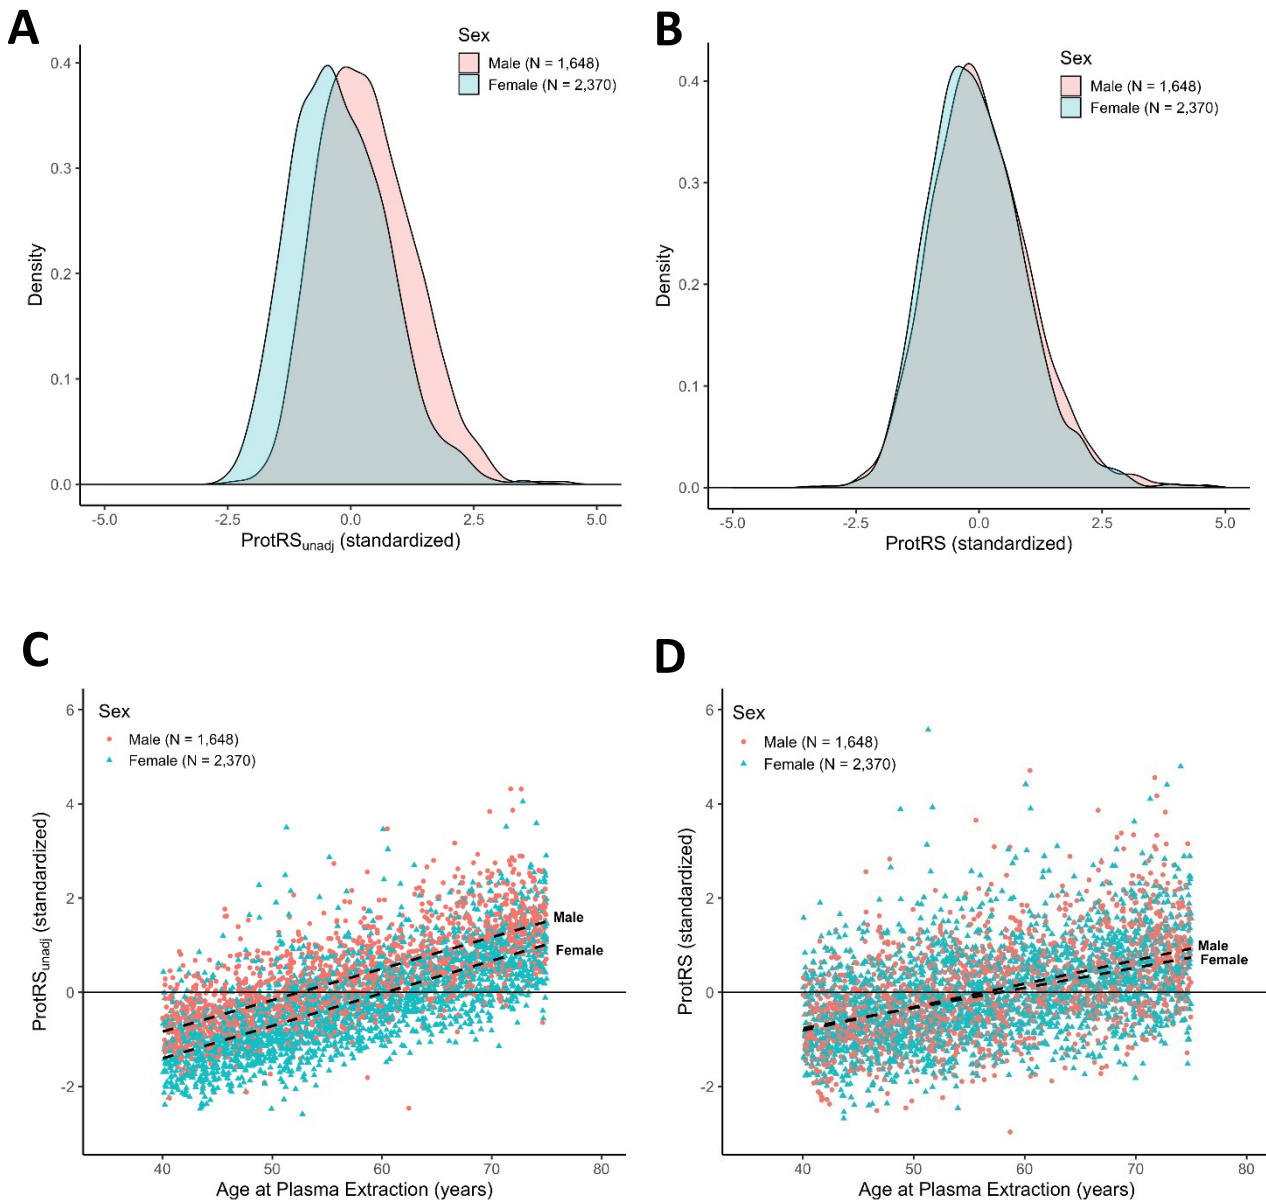 A
Sex
Male (N = 1,648)
Female (N = 2,370)
0.4
0.3
0.2
0.1
0.0
Density
-5.0 -2.5 0.0 2.5 5.0
ProtRSunadj (standardized)
B
Sex
Male (N = 1,648)
Female (N = 2,370)
0.4
0.3
0.2
0.1
0.0
Density
-5.0 -2.5 0.0 2.5 5.0
ProtRS (standardized)
C
Sex
Male (N = 1,648)
Female (N = 2,370)
6
4
2
0
-2
ProtRSunadj (standardized)
Male
Female
40 50 60 70 80
Age at Plasma Extraction (years)
D
Sex
Male (N = 1,648)
Female (N = 2,370)
6
4
2
0
-2
ProtRS (standardized)
Male
Female
40 50 60 70 80
Age at Plasma Extraction (years)